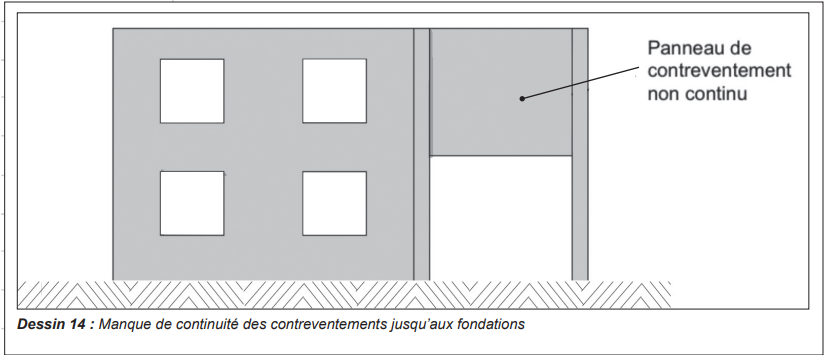 Panneau de
contreventement
non continu
Dessin 14 : Manque de continuité des contreventements jusqu'aux fondations